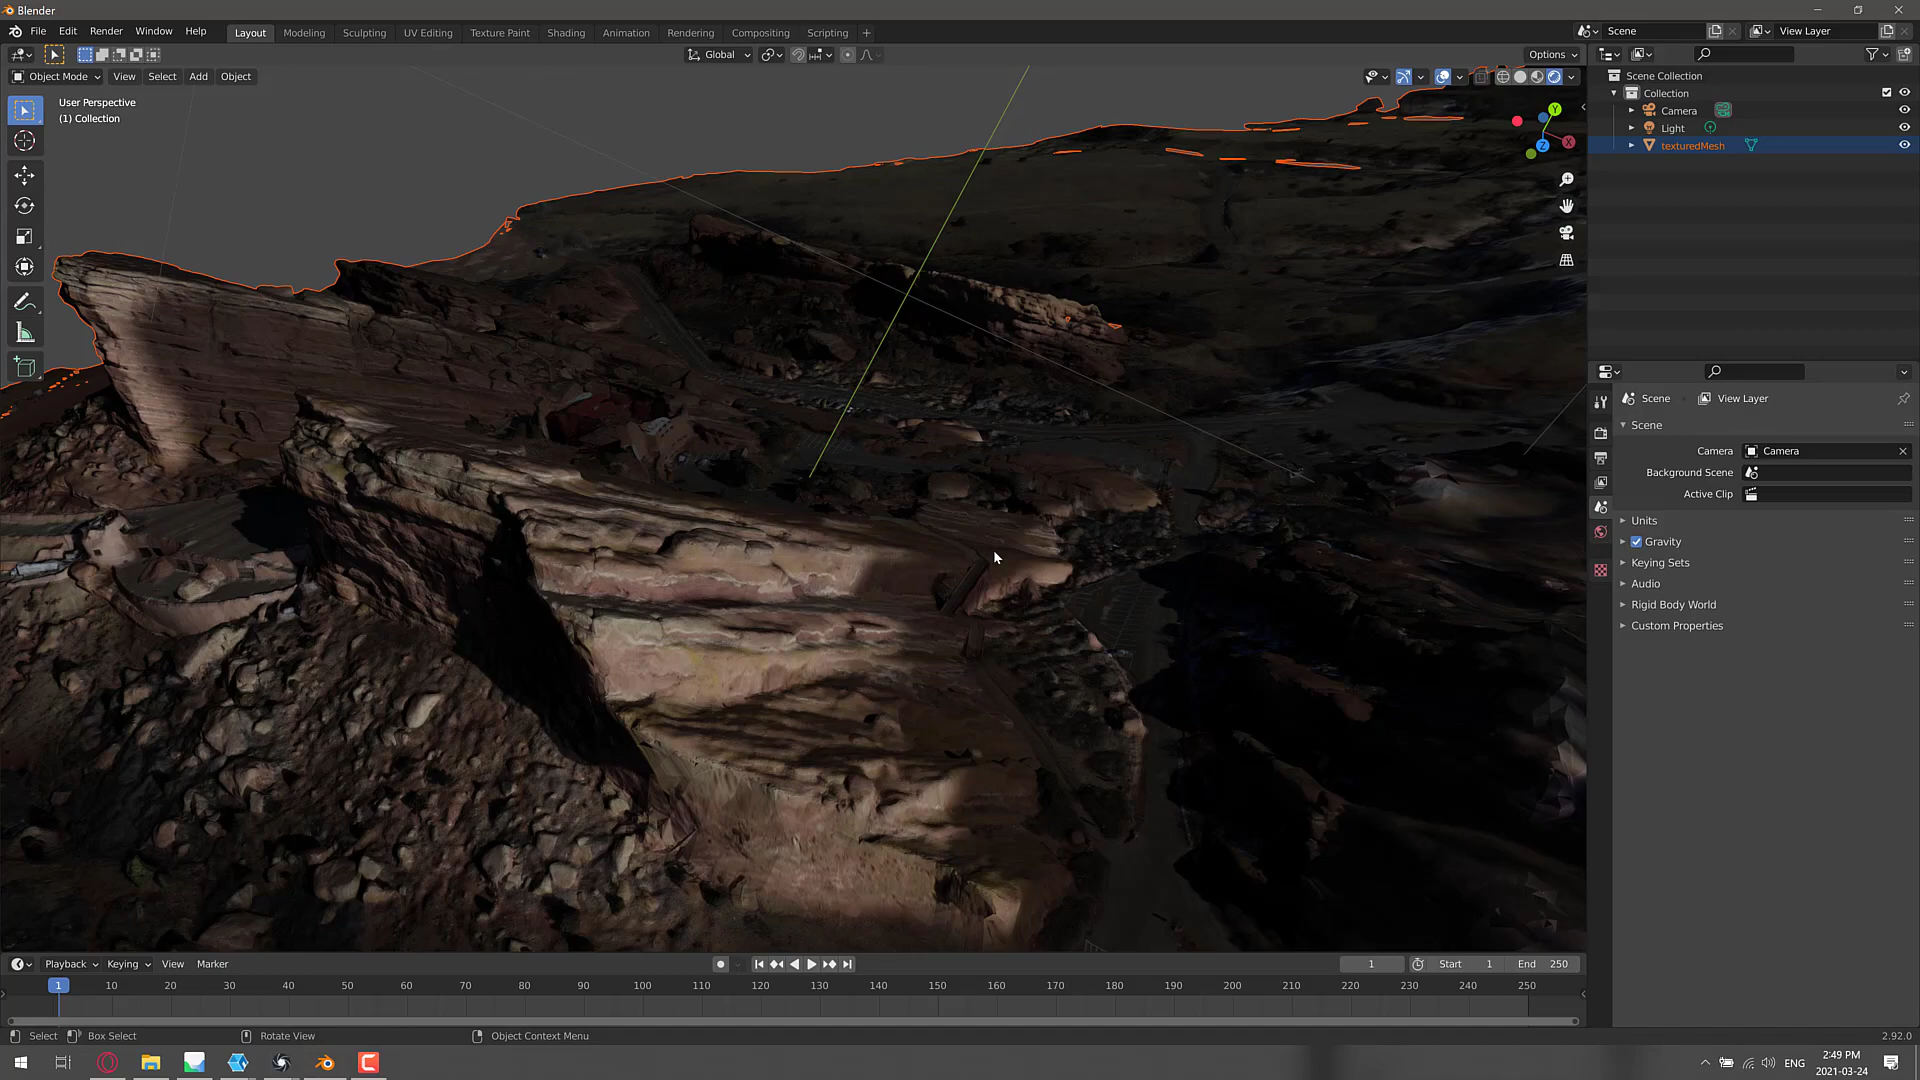 Blender
File Edit Render Window Help
Layout Modeling Sculpting UV Editing Texture Paint Shading Animation Rendering Compositing Scripting +
Scene View Layer
Global Options
Object Mode View Select Add Object
User Perspective
(1) Collection
Y
X
Z
Scene Collection
Collection
Camera
Light
texturedMesh
Scene View Layer
Scene
Camera Camera
Background Scene
Active Clip
Units
Gravity
Keying Sets
Audio
Rigid Body World
Custom Properties
Playback Keying View Marker
1 Start 1 End 250
1 10 20 30 40 50 60 70 80 90 100 110 120 130 140 150 160 170 180 190 200 210 220 230 240 250
Select Box Select Rotate View Object Context Menu 2.92.0
ENG
2:49 PM
2021-03-24